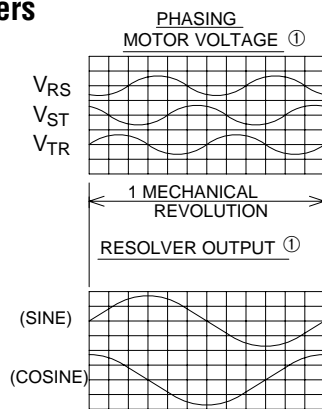 ers
PHASING
MOTOR VOLTAGE ①
VRS
VST
VTR
1 MECHANICAL
REVOLUTION
RESOLVER OUTPUT ①
(SINE)
(COSINE)